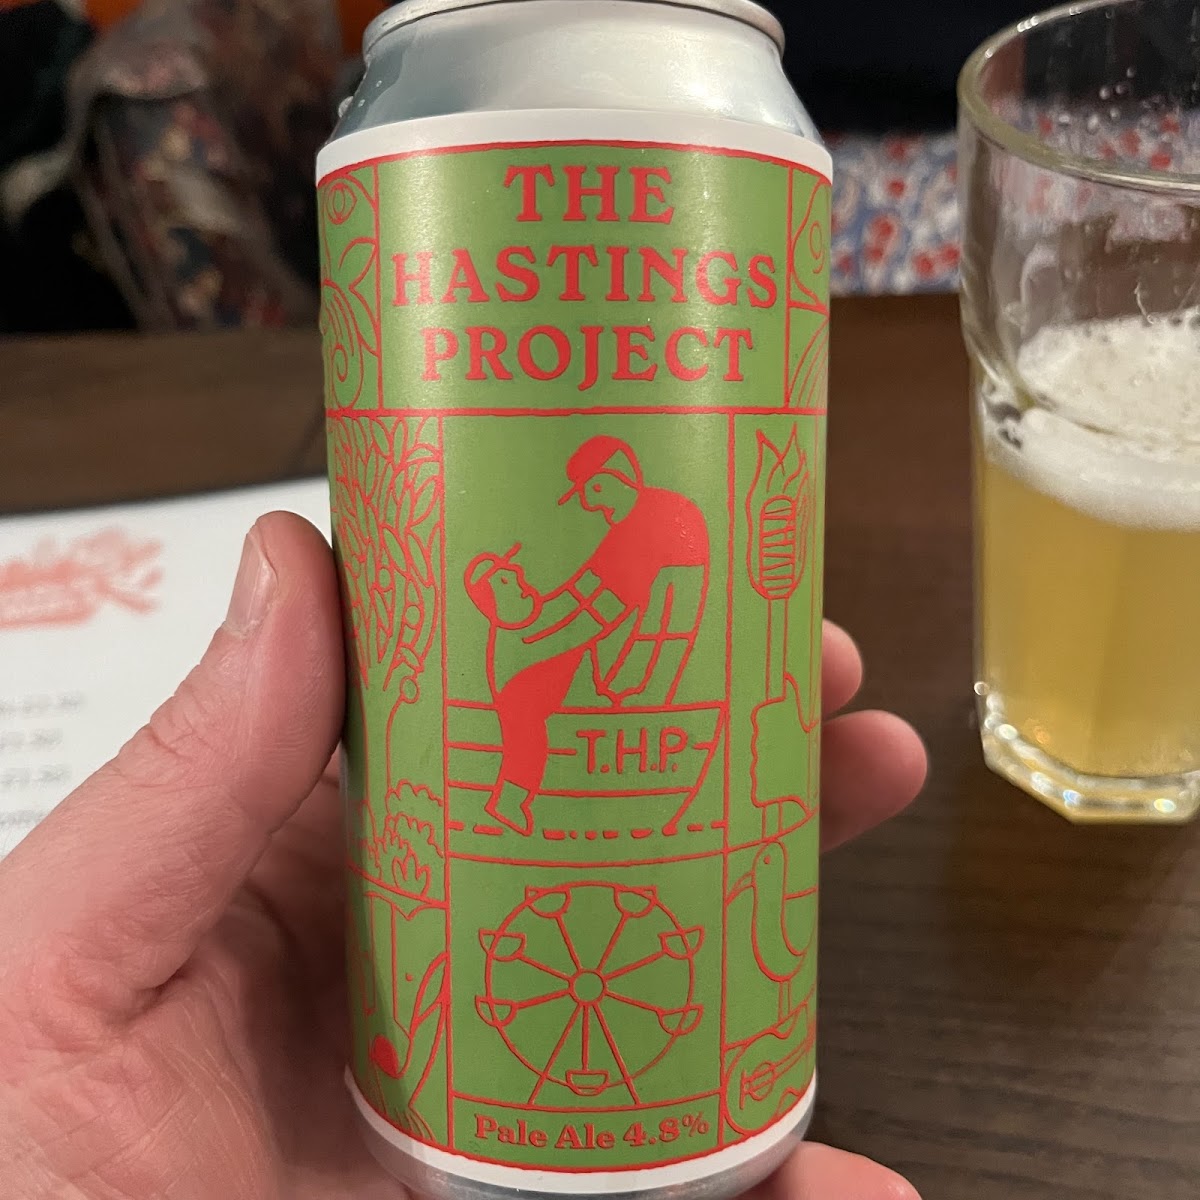 THE
HASTINGS
PROJECT
T.H.P.
Pale Ale 4.8%